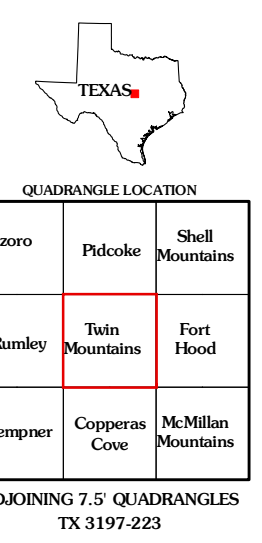 TEXAS
QUADRANGLE LOCATION
zoro
Pidcoke
Shell
Mountains
umley
Twin
Mountains
Fort
Hood
empner
Copperas
Cove
McMillan
Mountains
DJOINING 7.5' QUADRANGLES
TX 3197-223